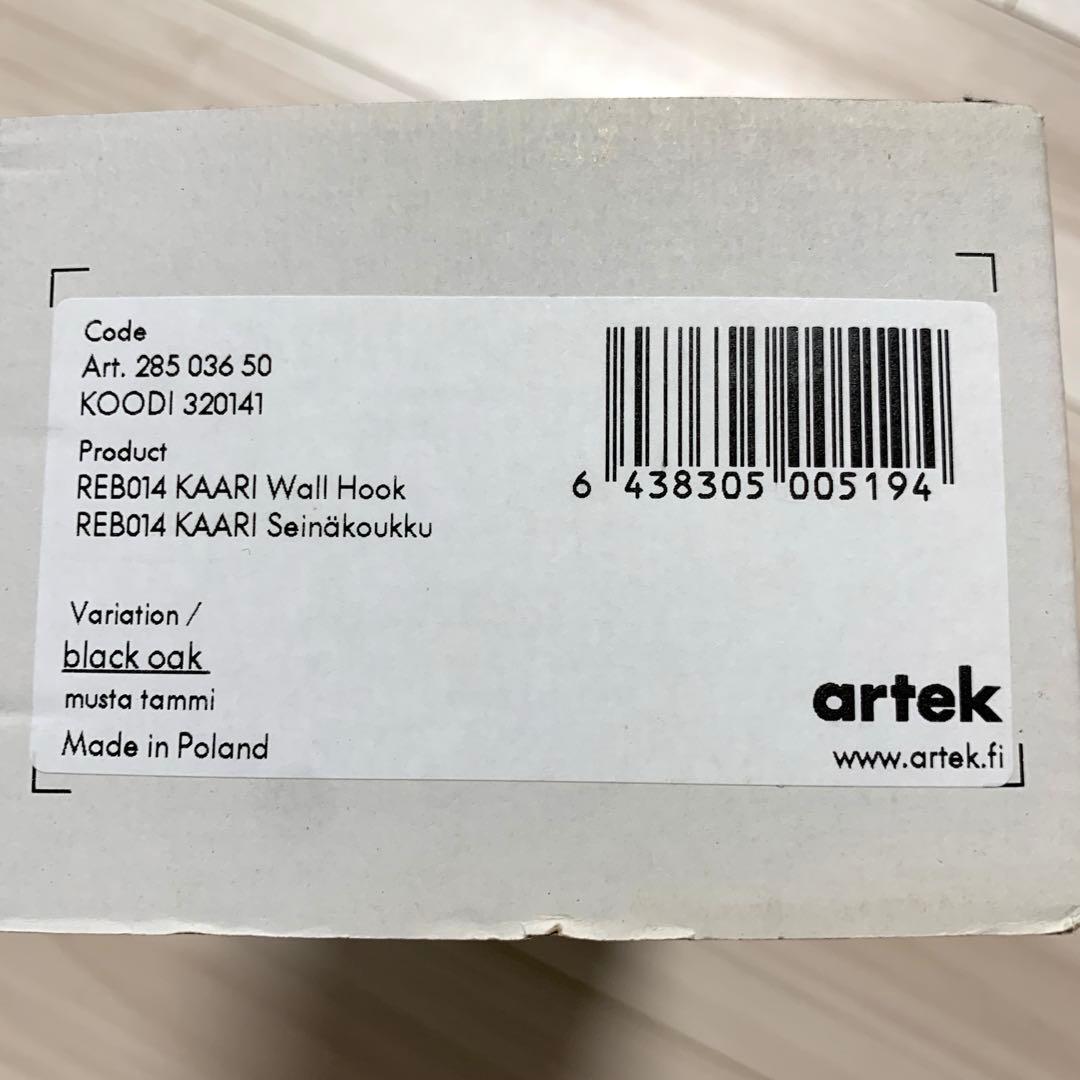 Code
Art. 285 036 50
KOODI 320141
Product
REB014 KAARI Wall Hook
REB014 KAARI Seinäkoukku
Variation /
black oak
musta tammi
Made in Poland
6 438305 005194
artek
www.artek.fi